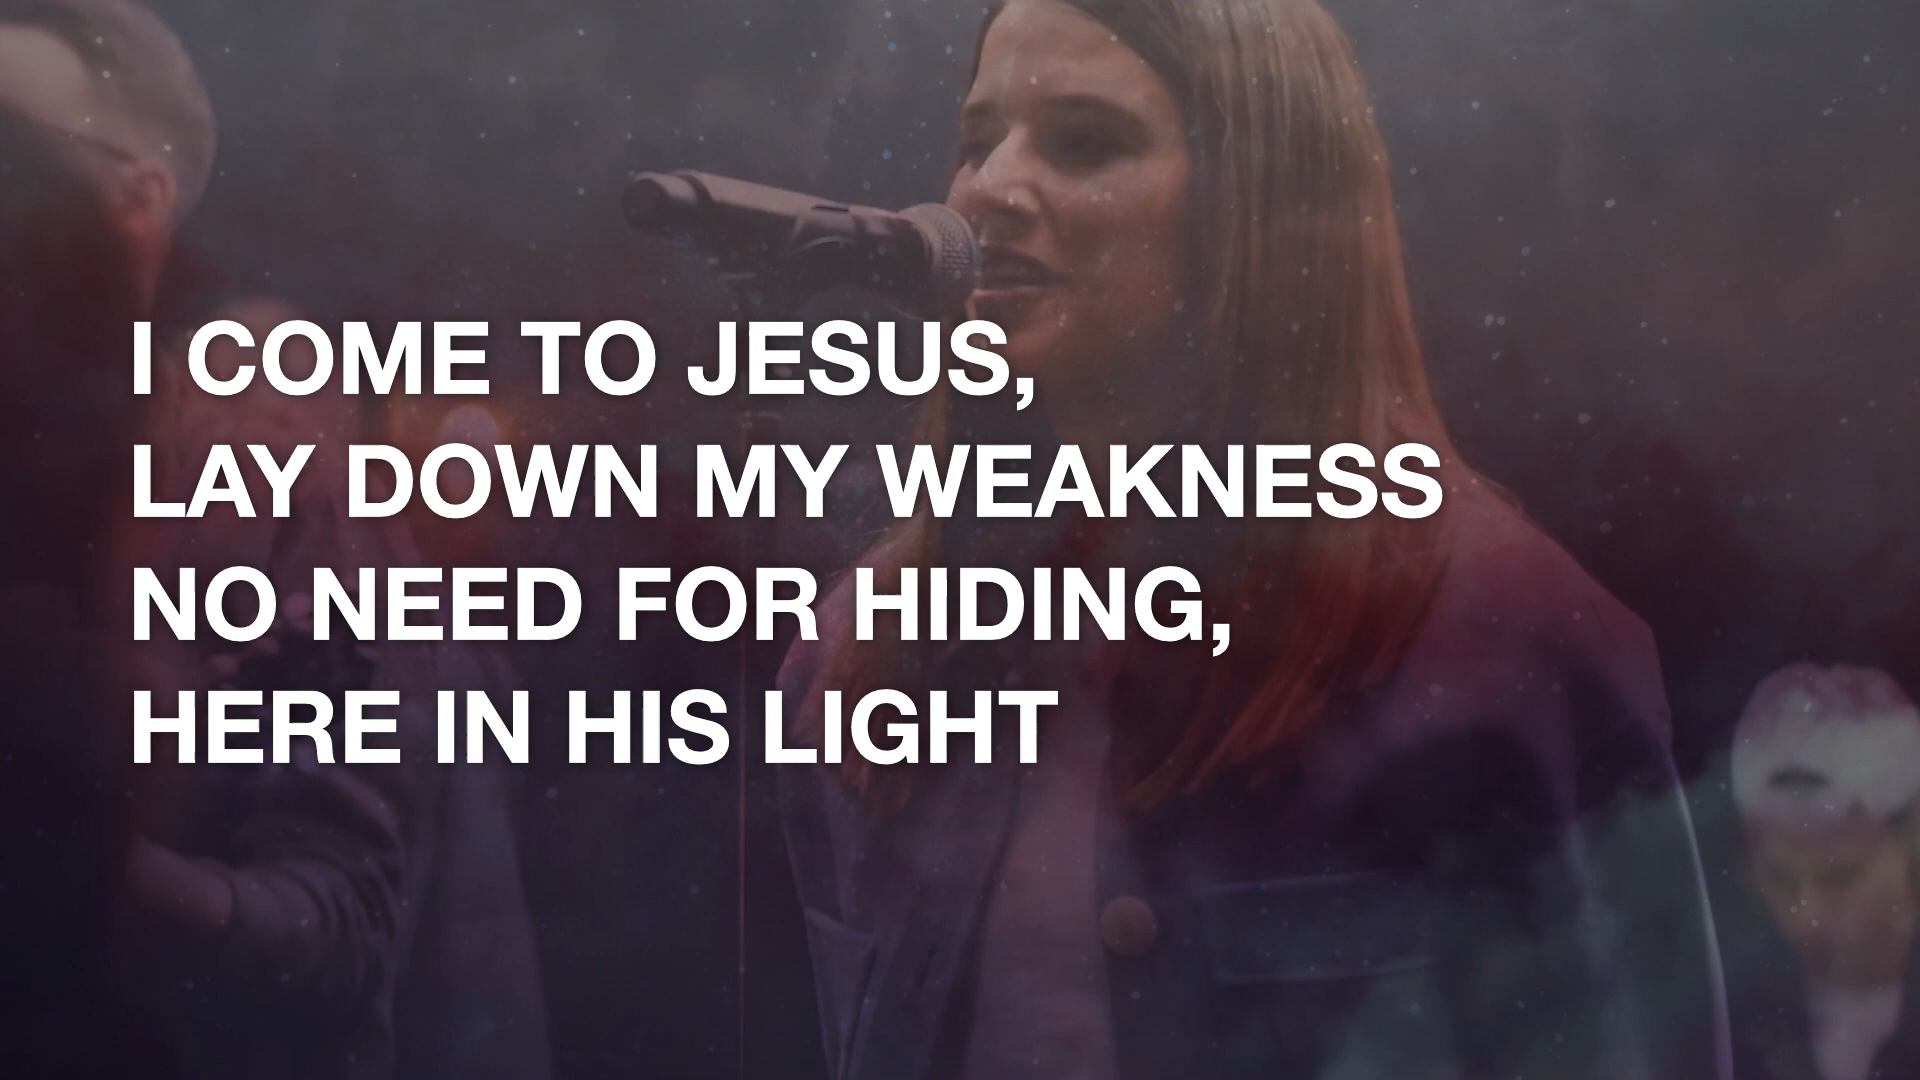 I COME TO JESUS,
LAY DOWN MY WEAKNESS
NO NEED FOR HIDING,
HERE IN HIS LIGHT